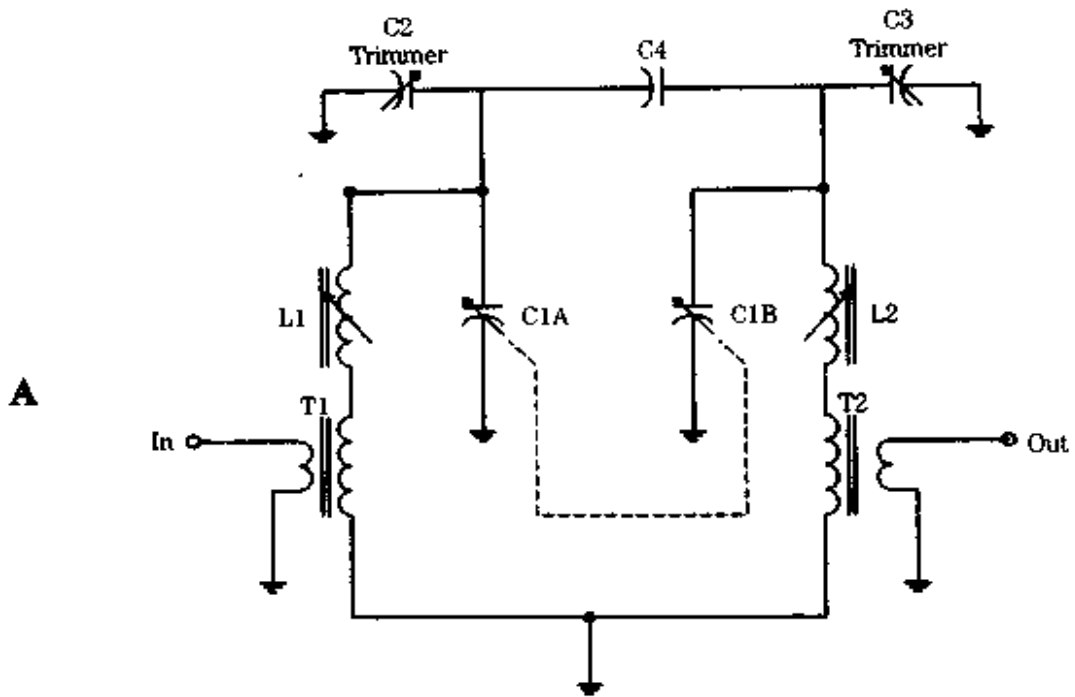 C2
Trimmer
C4
C3
Trimmer
L1
C1A
C1B
L2
A
T1
T2
In
Out